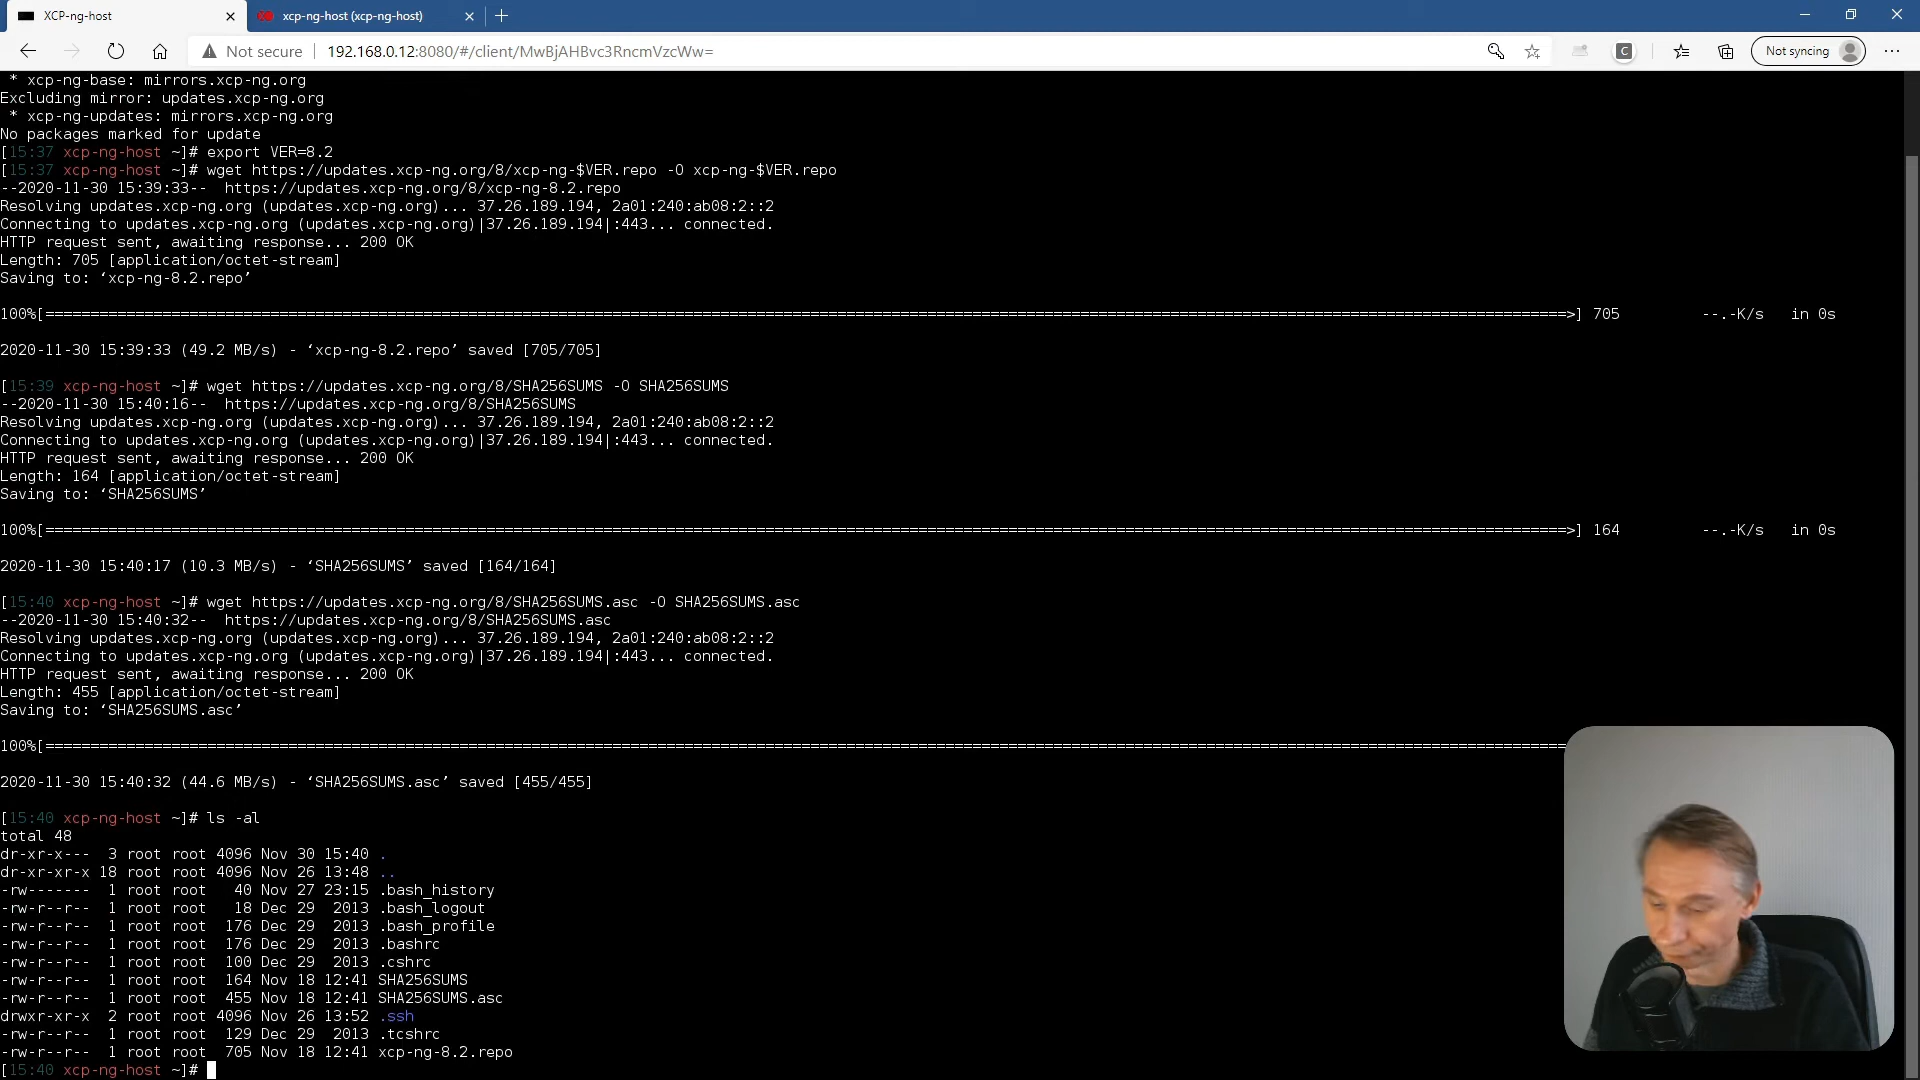 XCP-ng-host
xcp-ng-host (xcp-ng-host)
Not secure
192.168.0.12:8080/#/client/MwBjAHBvc3RncmVzcWw=
C
Not syncing
* xcp-ng-base: mirrors.xcp-ng.org
Excluding mirror: updates.xcp-ng.org
* xcp-ng-updates: mirrors.xcp-ng.org
No packages marked for update
[15:37 xcp-ng-host ~]# export VER=8.2
[15:37 xcp-ng-host ~]# wget https://updates.xcp-ng.org/8/xcp-ng-$VER.repo -O xcp-ng-$VER.repo
--2020-11-30 15:39:33--  https://updates.xcp-ng.org/8/xcp-ng-8.2.repo
Resolving updates.xcp-ng.org (updates.xcp-ng.org)... 37.26.189.194, 2a01:240:ab08:2::2
Connecting to updates.xcp-ng.org (updates.xcp-ng.org)|37.26.189.194|:443... connected.
HTTP request sent, awaiting response... 200 OK
Length: 705 [application/octet-stream]
Saving to: ‘xcp-ng-8.2.repo’
100%[======================================>] 705 --.-K/s in 0s
2020-11-30 15:39:33 (49.2 MB/s) - ‘xcp-ng-8.2.repo’ saved [705/705]
[15:39 xcp-ng-host ~]# wget https://updates.xcp-ng.org/8/SHA256SUMS -O SHA256SUMS
--2020-11-30 15:40:16--  https://updates.xcp-ng.org/8/SHA256SUMS
Resolving updates.xcp-ng.org (updates.xcp-ng.org)... 37.26.189.194, 2a01:240:ab08:2::2
Connecting to updates.xcp-ng.org (updates.xcp-ng.org)|37.26.189.194|:443... connected.
HTTP request sent, awaiting response... 200 OK
Length: 164 [application/octet-stream]
Saving to: ‘SHA256SUMS’
100%[======================================>] 164 --.-K/s in 0s
2020-11-30 15:40:17 (10.3 MB/s) - ‘SHA256SUMS’ saved [164/164]
[15:40 xcp-ng-host ~]# wget https://updates.xcp-ng.org/8/SHA256SUMS.asc -O SHA256SUMS.asc
--2020-11-30 15:40:32--  https://updates.xcp-ng.org/8/SHA256SUMS.asc
Resolving updates.xcp-ng.org (updates.xcp-ng.org)... 37.26.189.194, 2a01:240:ab08:2::2
Connecting to updates.xcp-ng.org (updates.xcp-ng.org)|37.26.189.194|:443... connected.
HTTP request sent, awaiting response... 200 OK
Length: 455 [application/octet-stream]
Saving to: ‘SHA256SUMS.asc’
100%[======================================
2020-11-30 15:40:32 (44.6 MB/s) - ‘SHA256SUMS.asc’ saved [455/455]
[15:40 xcp-ng-host ~]# ls -al
total 48
dr-xr-x---  3 root root 4096 Nov 30 15:40 .
dr-xr-xr-x 18 root root 4096 Nov 26 13:48 ..
-rw-------  1 root root   40 Nov 27 23:15 .bash_history
-rw-r--r--  1 root root   18 Dec 29  2013 .bash_logout
-rw-r--r--  1 root root  176 Dec 29  2013 .bash_profile
-rw-r--r--  1 root root  176 Dec 29  2013 .bashrc
-rw-r--r--  1 root root  100 Dec 29  2013 .cshrc
-rw-r--r--  1 root root  164 Nov 18 12:41 SHA256SUMS
-rw-r--r--  1 root root  455 Nov 18 12:41 SHA256SUMS.asc
drwxr-xr-x  2 root root 4096 Nov 26 13:52 .ssh
-rw-r--r--  1 root root  129 Dec 29  2013 .tcshrc
-rw-r--r--  1 root root  705 Nov 18 12:41 xcp-ng-8.2.repo
[15:40 xcp-ng-host ~]#